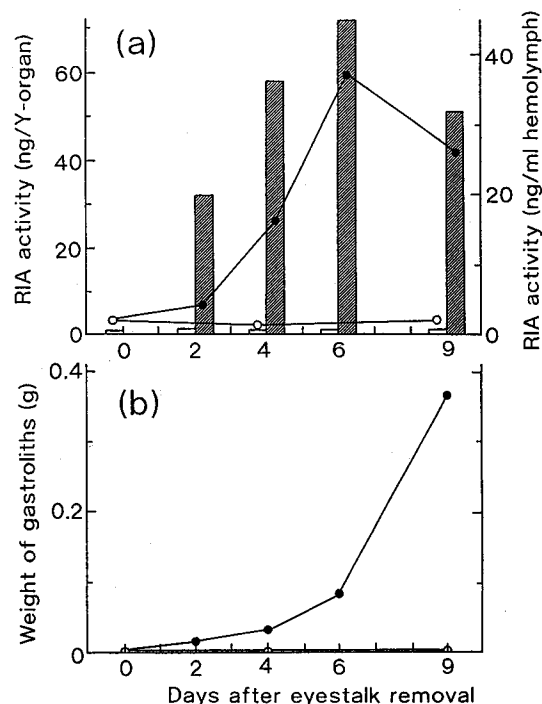 (a)
RIA activity (ng/Y-organ)
60
40
20
0
40
20
0
RIA activity (ng/ml hemolymph)
0 2 4 6 9
(b)
Weight of gastroliths (g)
0.4
0.2
0
0 2 4 6 9
Days after eyestalk removal